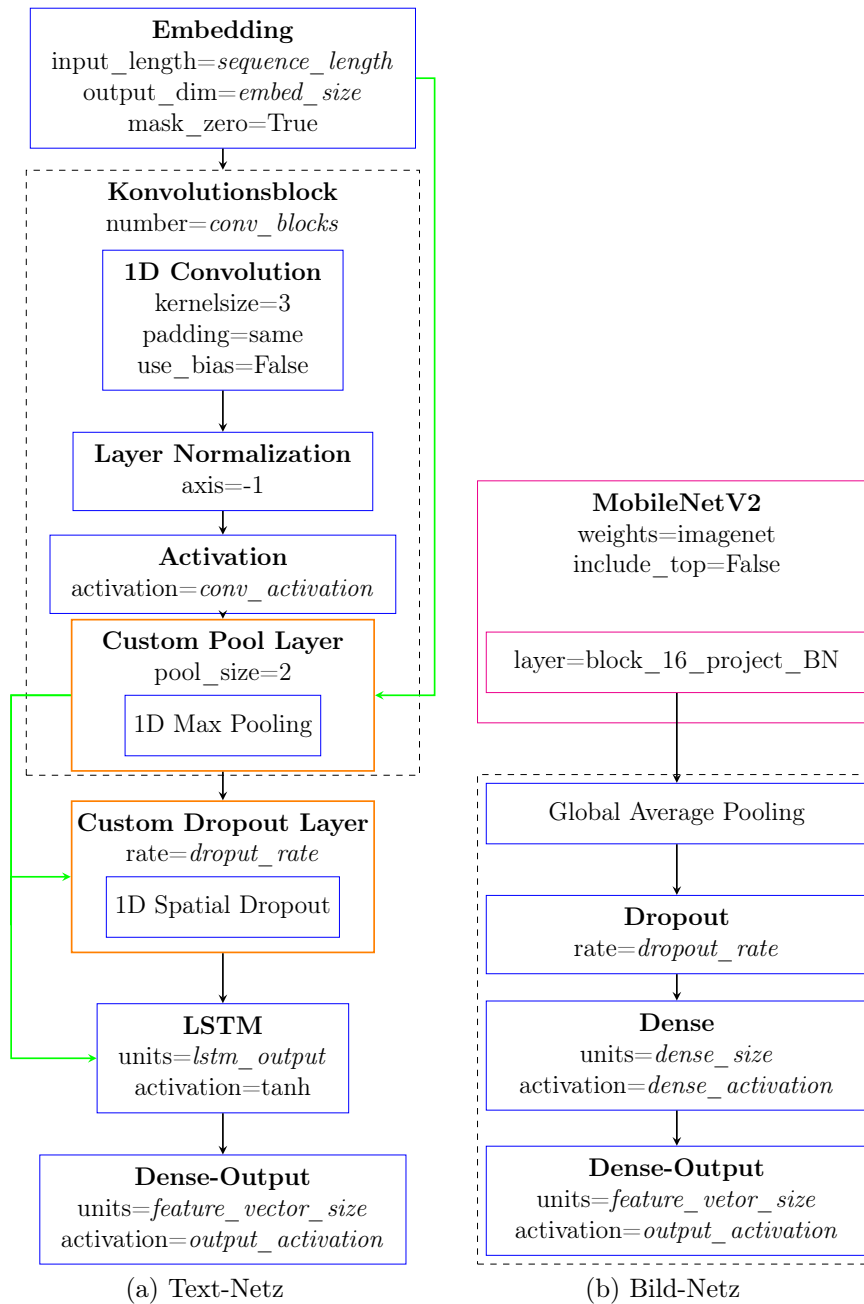 Embedding
input_length=sequence_length
output_dim=embed_size
mask_zero=True
Konvolutionsblock
number=conv_blocks
1D Convolution
kernelsize=3
padding=same
use_bias=False
Layer Normalization
axis=-1
Activation
activation=conv_activation
Custom Pool Layer
pool_size=2
1D Max Pooling
Custom Dropout Layer
rate=droput_rate
1D Spatial Dropout
LSTM
units=lstm_output
activation=tanh
Dense-Output
units=feature_vector_size
activation=output_activation
(a) Text-Netz
MobileNetV2
weights=imagenet
include_top=False
layer=block_16_project_BN
Global Average Pooling
Dropout
rate=dropout_rate
Dense
units=dense_size
activation=dense_activation
Dense-Output
units=feature_vetor_size
activation=output_activation
(b) Bild-Netz